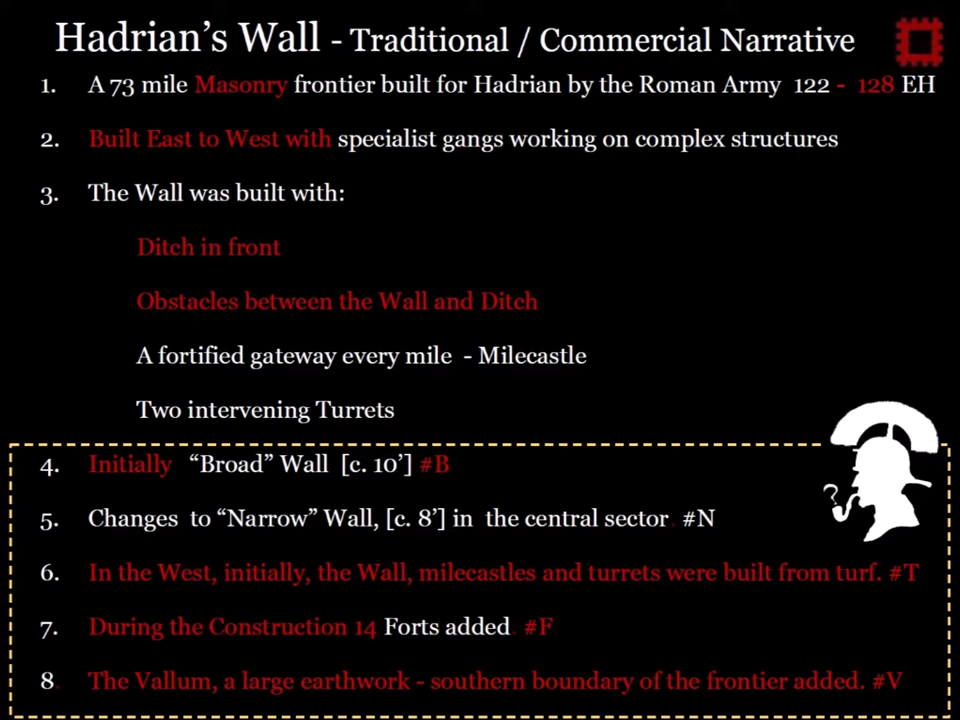 Hadrian's Wall - Traditional / Commercial Narrative
1. A 73 mile Masonry frontier built for Hadrian by the Roman Army 122 - 128 EH
2. Built East to West with specialist gangs working on complex structures
3. The Wall was built with:
Ditch in front
Obstacles between the Wall and Ditch
A fortified gateway every mile - Milecastle
Two intervening Turrets
4. Initially “Broad” Wall [c. 10’] #B
5. Changes to “Narrow” Wall, [c. 8’] in the central sector. #N
6. In the West, initially, the Wall, milecastles and turrets were built from turf. #T
7. During the Construction 14 Forts added. #F
8. The Vallum, a large earthwork - southern boundary of the frontier added. #V
?